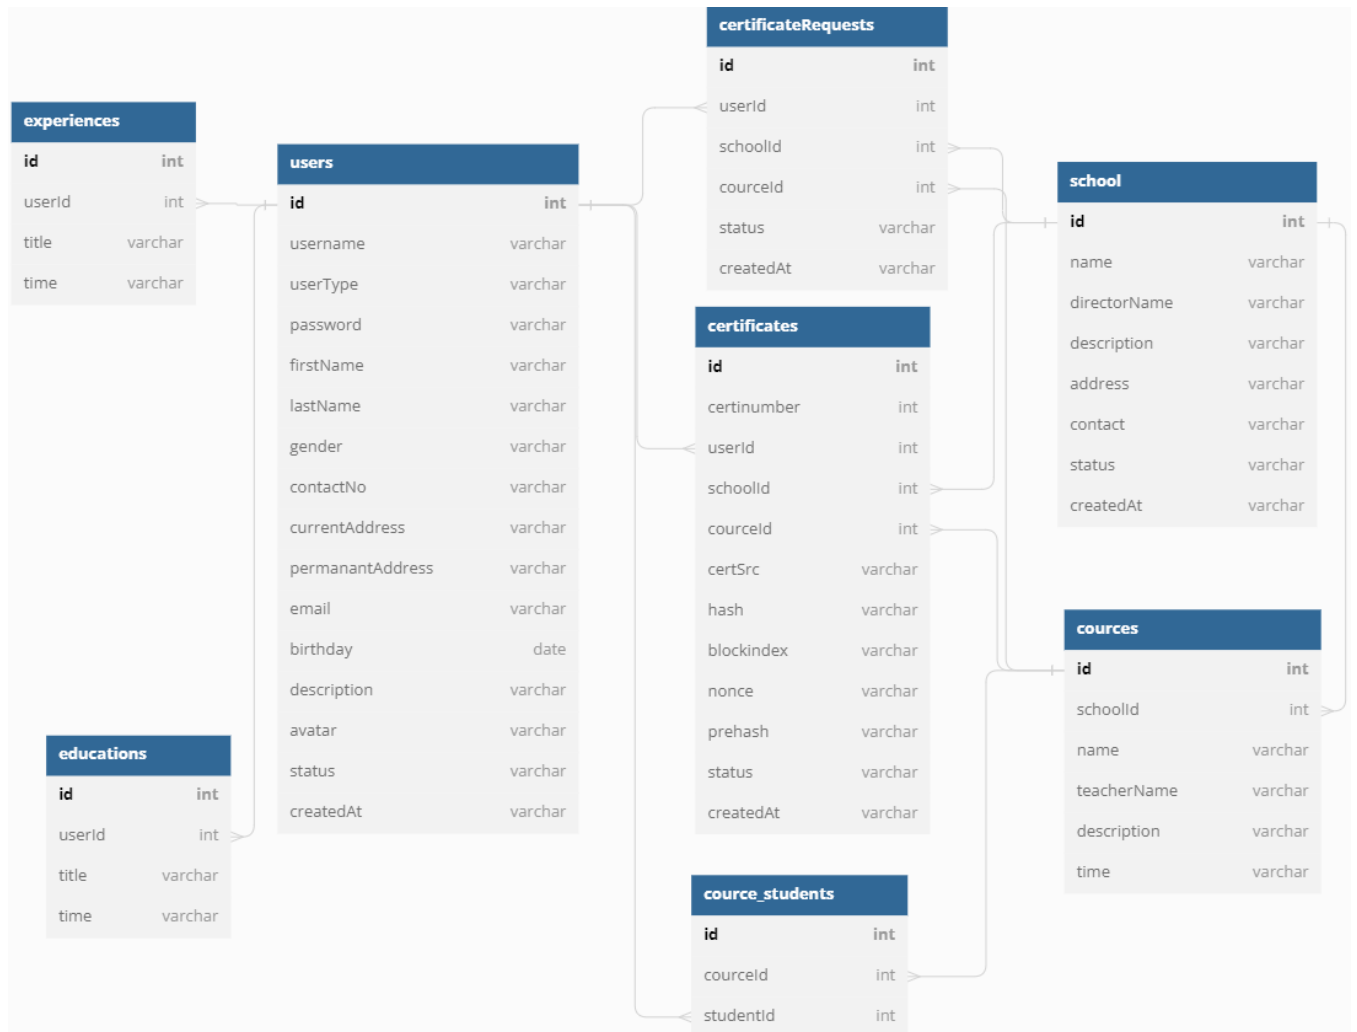 certificateRequests
id int
userId int
schoolId int
courceId int
status varchar
createdAt varchar
experiences
id int
userId int
title varchar
time varchar
users
id int
username varchar
userType varchar
password varchar
firstName varchar
lastName varchar
gender varchar
contactNo varchar
currentAddress varchar
permanantAddress varchar
email varchar
birthday date
description varchar
avatar varchar
status varchar
createdAt varchar
school
id int
name varchar
directorName varchar
description varchar
address varchar
contact varchar
status varchar
createdAt varchar
certificates
id int
certinumber int
userId int
schoolId int
courceId int
certSrc varchar
hash varchar
blockindex varchar
nonce varchar
prehash varchar
status varchar
createdAt varchar
cources
id int
schoolId int
name varchar
teacherName varchar
description varchar
time varchar
educations
id int
userId int
title varchar
time varchar
cource_students
id int
courceId int
studentId int